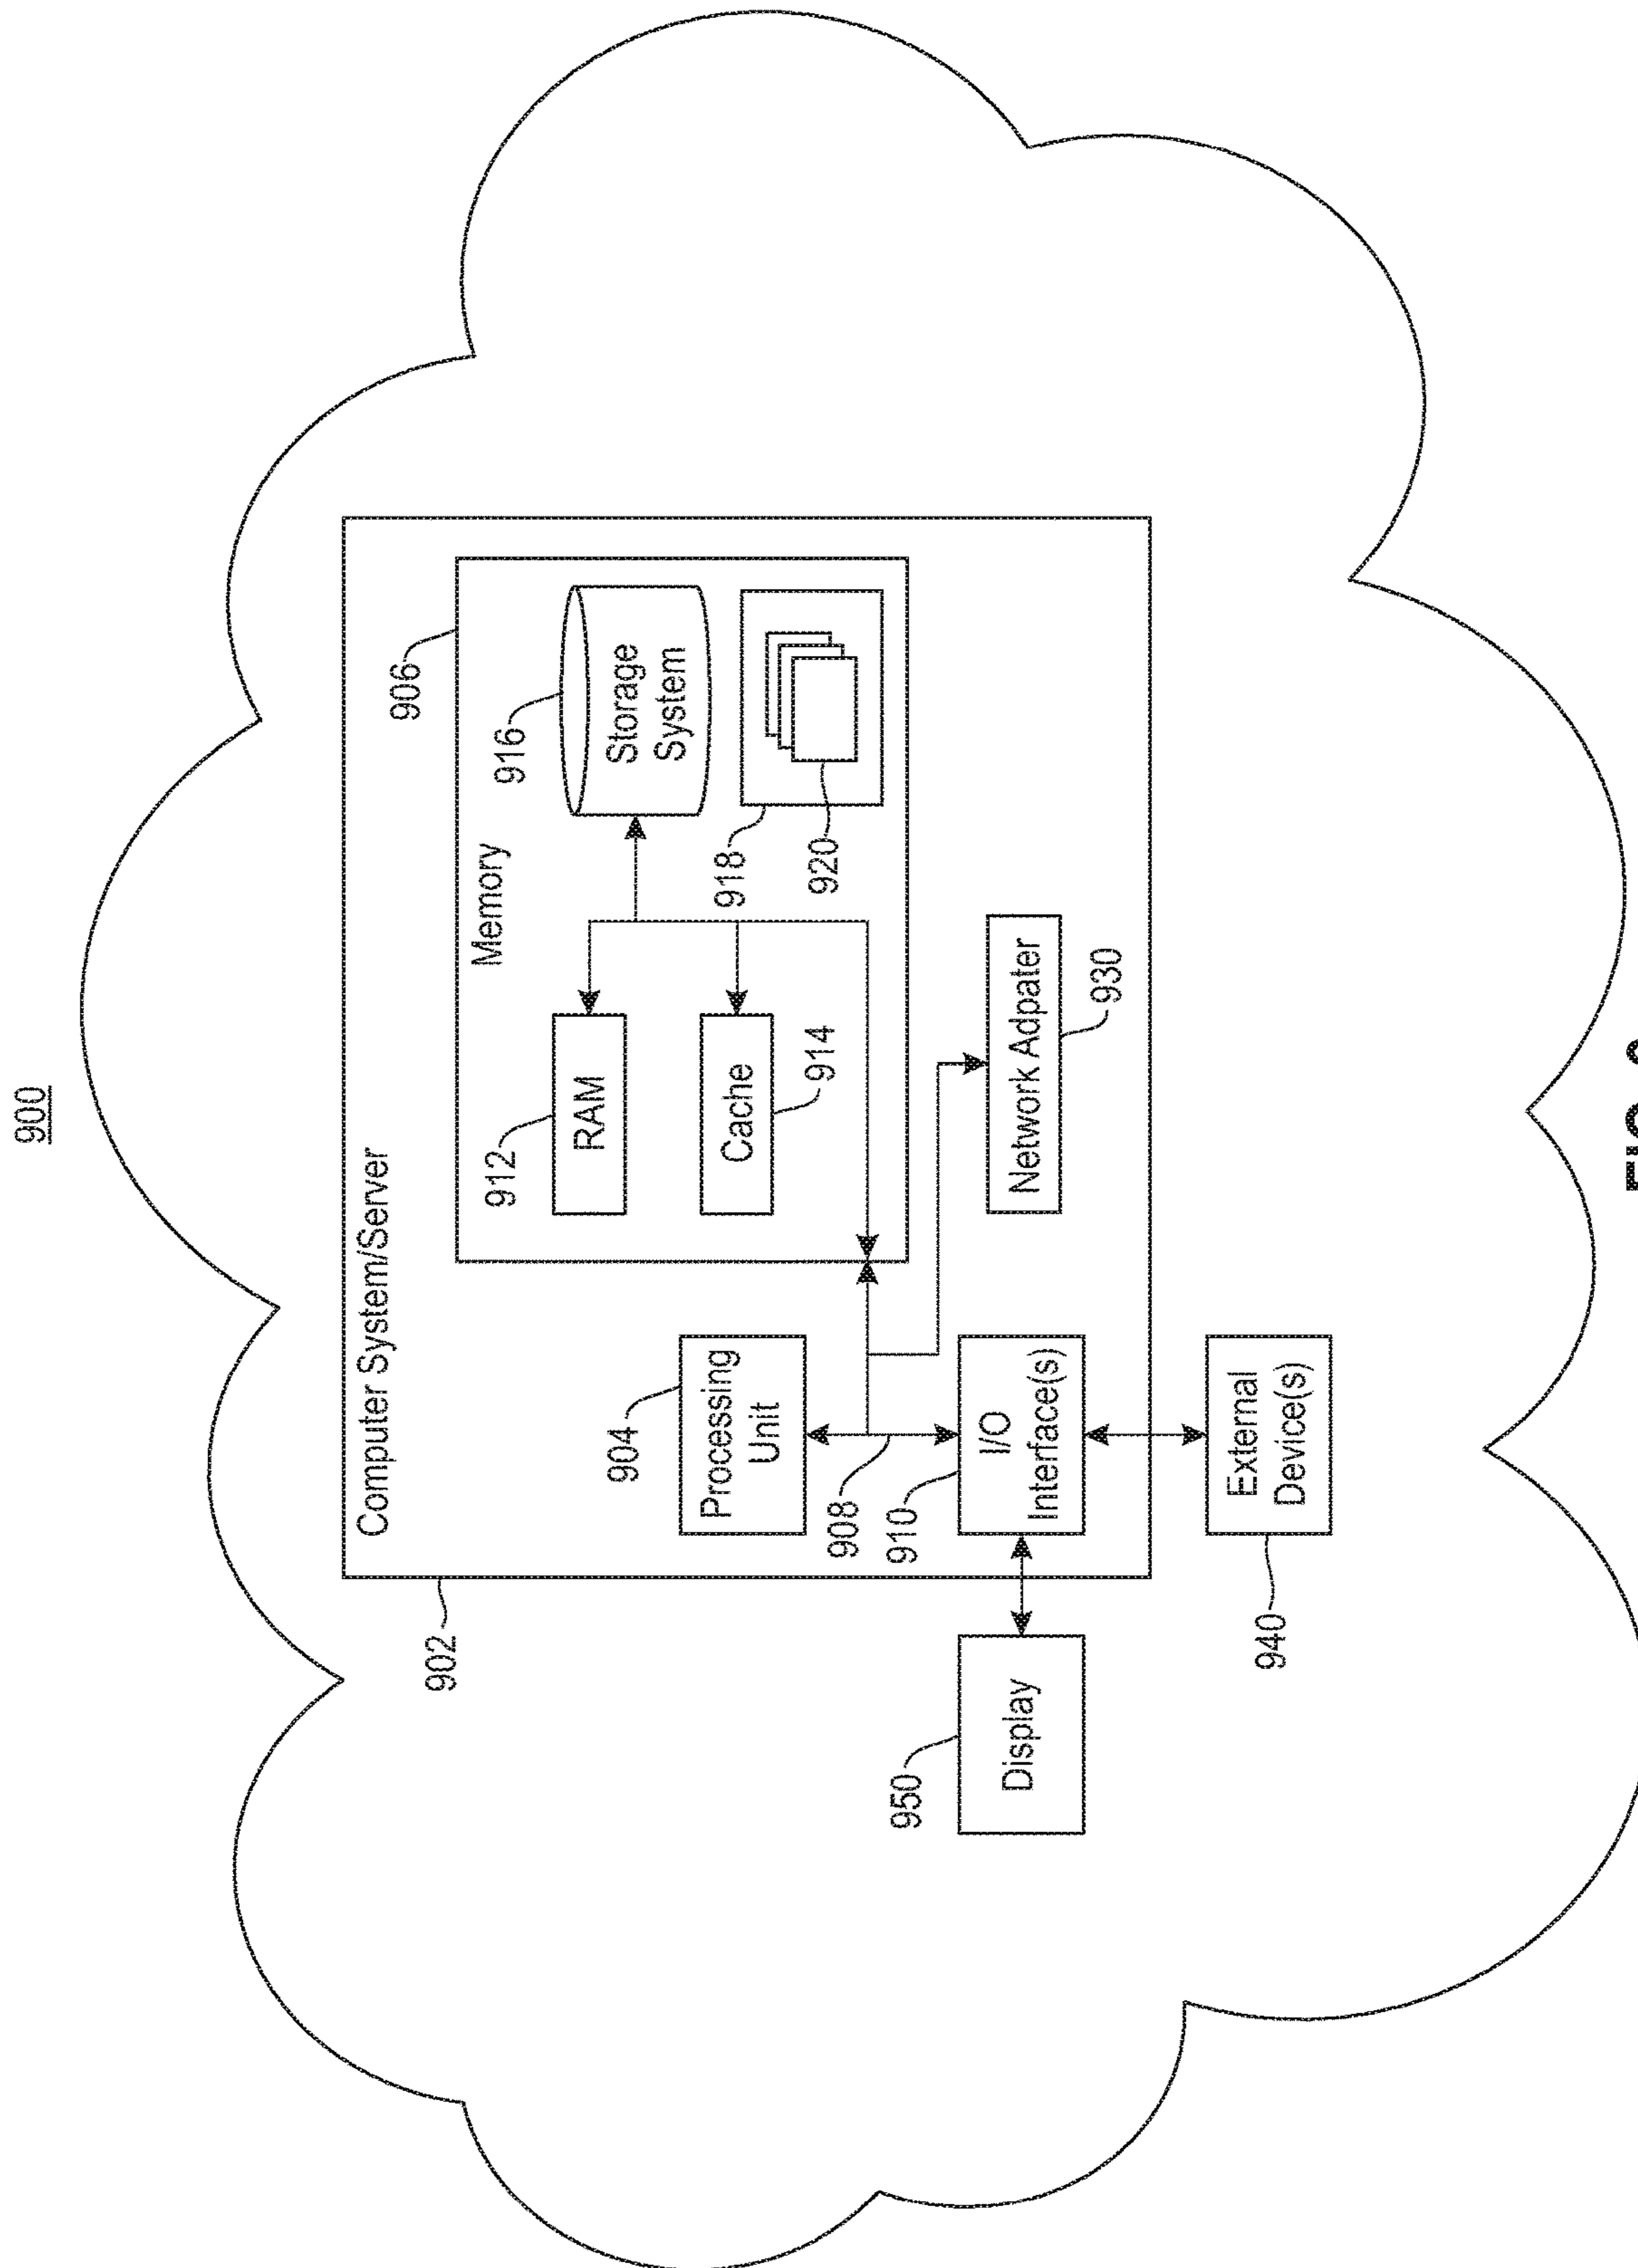 900
Computer System/Server
902
906
Memory
904
Processing
Unit
912
RAM
916
Storage
System
Cache
914
918
920
908
910
I/O
Interface(s)
Network Adpater
930
950
Display
External
Device(s)
940